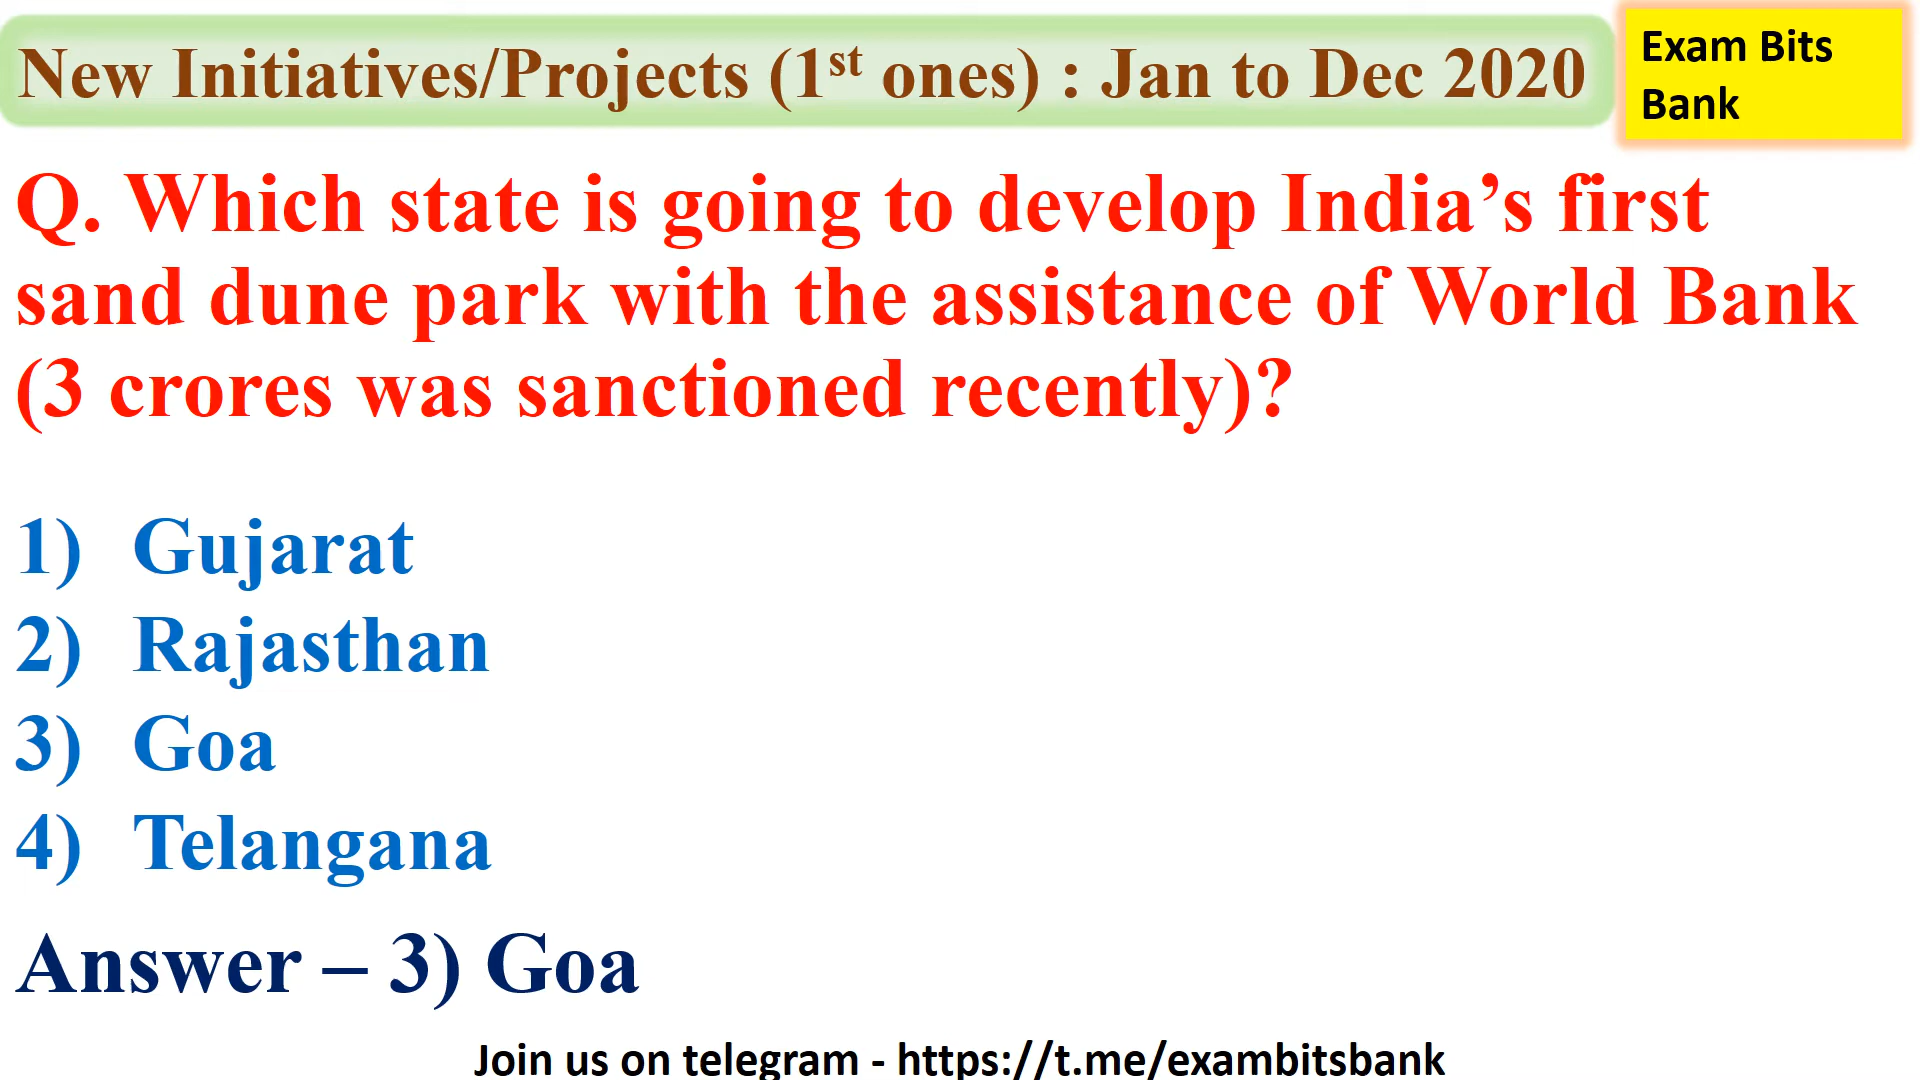 New Initiatives/Projects (1st ones) : Jan to Dec 2020
Exam Bits
Bank
Q. Which state is going to develop India’s first
sand dune park with the assistance of World Bank
(3 crores was sanctioned recently)?
1) Gujarat
2) Rajasthan
3) Goa
4) Telangana
Answer – 3) Goa
Join us on telegram - https://t.me/exambitsbank